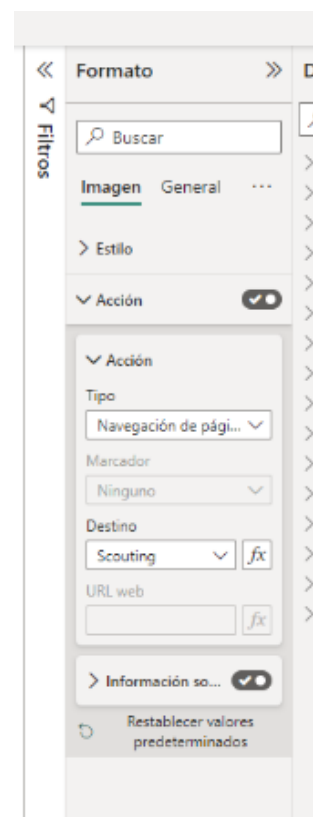 Formato
D
Filtros
Buscar
Imagen General ...
Estilo
Acción
Acción
Tipo
Navegación de pági...
Marcador
Ninguno
Destino
Scouting fx
URL web
fx
Información so...
Restablecer valores
predeterminados